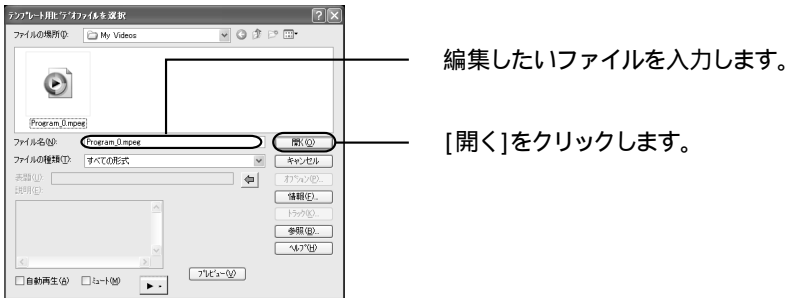 テンプレート用ビデオファイルを選択
ファイルの場所(I):
My Videos
編集したいファイルを入力します。
Program_0.mpeg
ファイル名(N):
Program_0.mpeg
開く(O)
[開く]をクリックします。
ファイルの種類(T):
すべての形式
キャンセル
表題(U):
オプション(P)...
説明(E):
情報(F)...
トラック(K)...
参照(B)...
ヘルプ(H)
自動再生(A)
ミュート(M)
プレビュー(V)